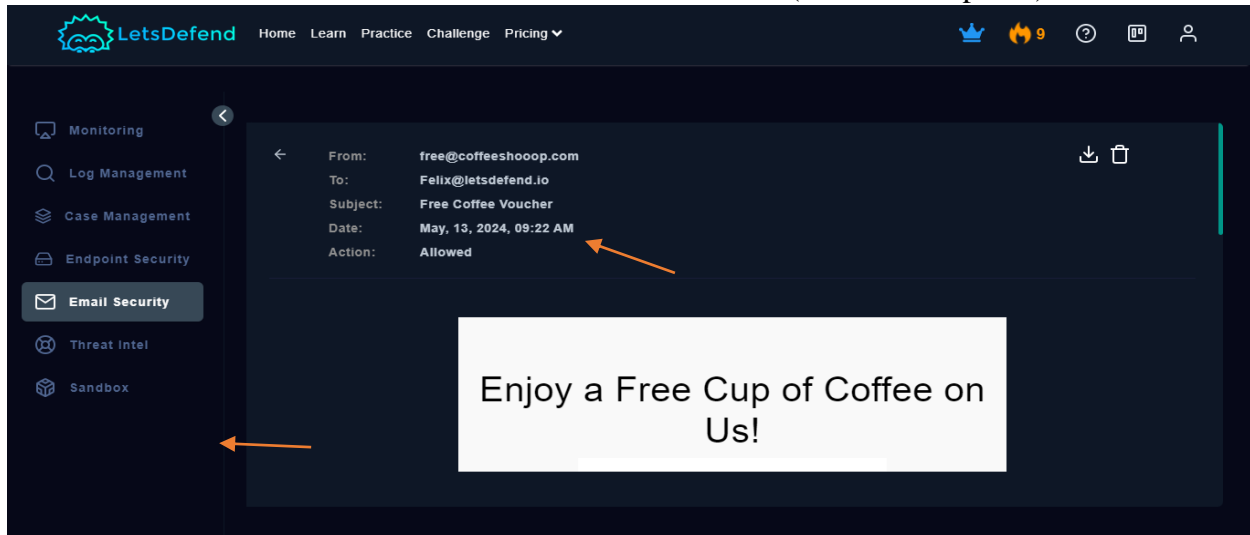 LetsDefend Home Learn Practice Challenge Pricing 9
Monitoring
Log Management
Case Management
Endpoint Security
Email Security
Threat Intel
Sandbox
From: free@coffeeshooop.com
To: Felix@letsdefend.io
Subject: Free Coffee Voucher
Date: May, 13, 2024, 09:22 AM
Action: Allowed
Enjoy a Free Cup of Coffee on
Us!